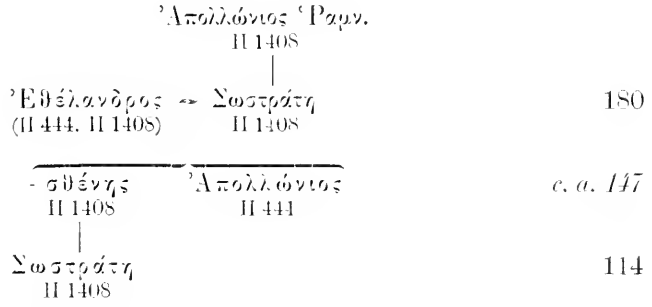 Ἀπολλώνιος Ῥαμν.
II 1408
Ἐθέλανδρος ~ Σωστράτη 180
(II 444. II 1408) II 1408
- σθένης Ἀπολλώνιος c. a. 147
II 1408 II 444
Σωστράτη 114
II 1408